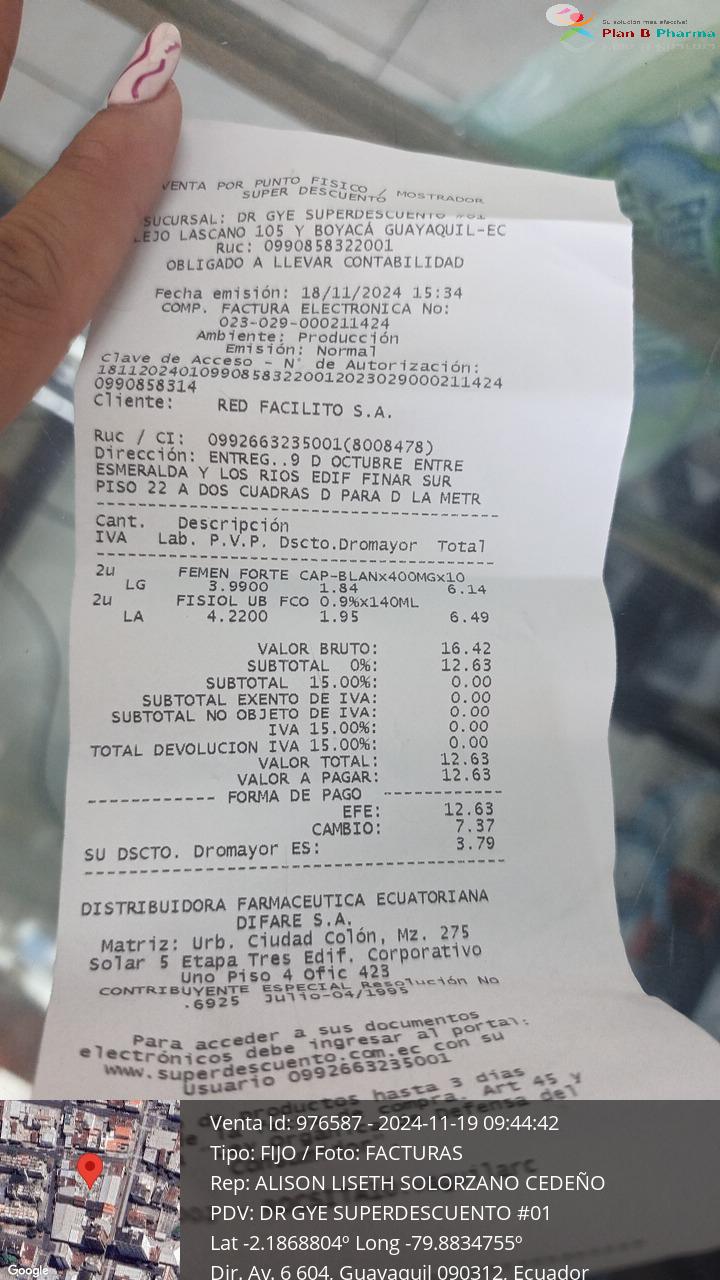 Su solución más efectiva!
Plan B Pharma
VENTA POR PUNTO FISICO / MOSTRADOR
SUPER DESCUENTO
SUCURSAL: DR GYE SUPERDESCUENTO #01
LEJO LASCANO 105 Y BOYACÁ GUAYAQUIL-EC
Ruc: 0990858322001
OBLIGADO A LLEVAR CONTABILIDAD
Fecha emisión: 18/11/2024 15:34
COMP. FACTURA ELECTRONICA No:
023-029-000211424
Ambiente: Producción
Emisión: Normal
Clave de Acceso - N° de Autorización:
181120240109908583220012023029000211424
0990858314
Cliente: RED FACILITO S.A.
Ruc / CI: 0992663235001(8008478)
Dirección: ENTREG..9 D OCTUBRE ENTRE
ESMERALDA Y LOS RIOS EDIF FINAR SUR
PISO 22 A DOS CUADRAS D PARA D LA METR
Cant. Descripción
IVA Lab. P.V.P. Dscto.Dromayor Total
2u FEMEN FORTE CAP-BLANx400MGx10
LG 3.9900 1.84 6.14
2u FISIOL UB FCO 0.9%x140ML
LA 4.2200 1.95 6.49
VALOR BRUTO: 16.42
SUBTOTAL 0%: 12.63
SUBTOTAL 15.00%: 0.00
SUBTOTAL EXENTO DE IVA: 0.00
SUBTOTAL NO OBJETO DE IVA: 0.00
IVA 15.00%: 0.00
TOTAL DEVOLUCION IVA 15.00%: 0.00
VALOR TOTAL: 12.63
VALOR A PAGAR: 12.63
------------ FORMA DE PAGO ------------
EFE: 12.63
CAMBIO: 7.37
SU DSCTO. Dromayor ES: 3.79
DISTRIBUIDORA FARMACEUTICA ECUATORIANA
DIFARE S.A.
Matriz: Urb. Ciudad Colón, Mz. 275
Solar 5 Etapa Tres Edif. Corporativo
Uno Piso 4 Ofic 423
CONTRIBUYENTE ESPECIAL Resolución No
.6925 Julio-04/1995
Para acceder a sus documentos
electrónicos debe ingresar al portal:
www.superdescuento.com.ec con su
Usuario 0992663235001
productos hasta 3 días
compra. Art 45 y
Defensa del
Venta Id: 976587 - 2024-11-19 09:44:42
Tipo: FIJO / Foto: FACTURAS
Rep: ALISON LISETH SOLORZANO CEDEÑO
PDV: DR GYE SUPERDESCUENTO #01
Lat -2.1868804º Long -79.8834755º
Dir. Av. 6 604, Guayaquil 090312, Ecuador
Google